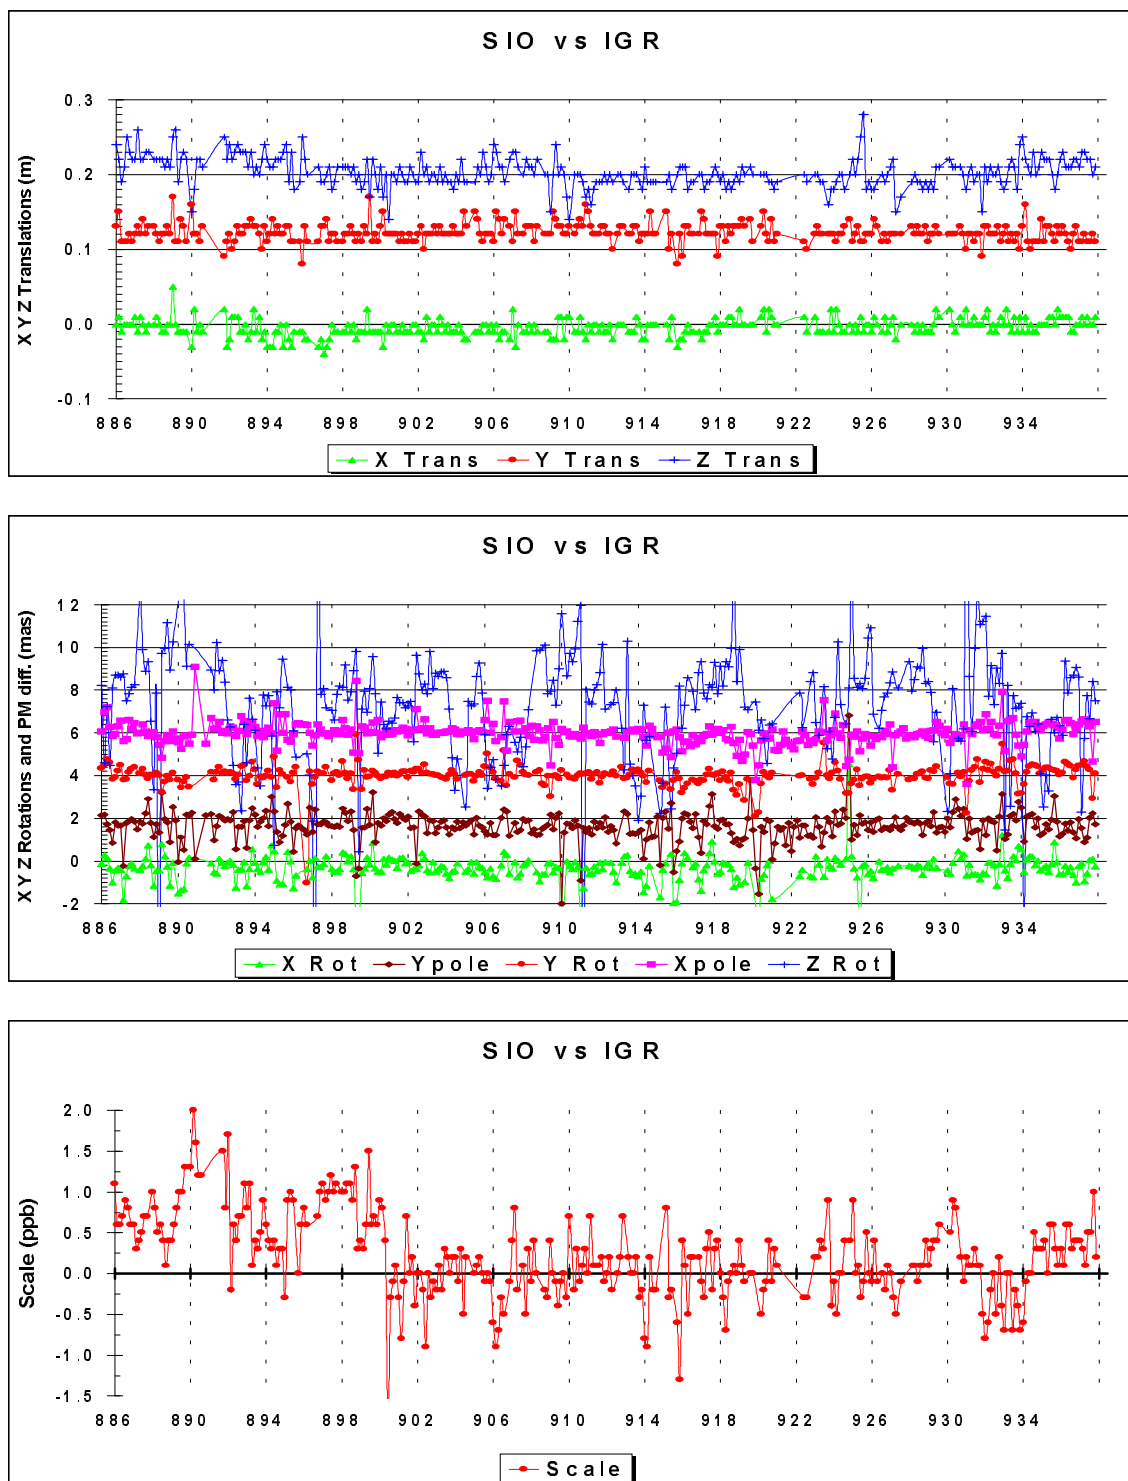 SIO vs IGR
X Y Z Translations (m)
0.3
0.2
0.1
0.0
-0.1
886 890 894 898 902 906 910 914 918 922 926 930 934
X Trans Y Trans Z Trans
SIO vs IGR
X Y Z Rotations and PM diff. (mas)
12
10
8
6
4
2
0
-2
886 890 894 898 902 906 910 914 918 922 926 930 934
X Rot Ypole Y Rot Xpole Z Rot
SIO vs IGR
Scale (ppb)
2.0
1.5
1.0
0.5
0.0
-0.5
-1.0
-1.5
886 890 894 898 902 906 910 914 918 922 926 930 934
Scale